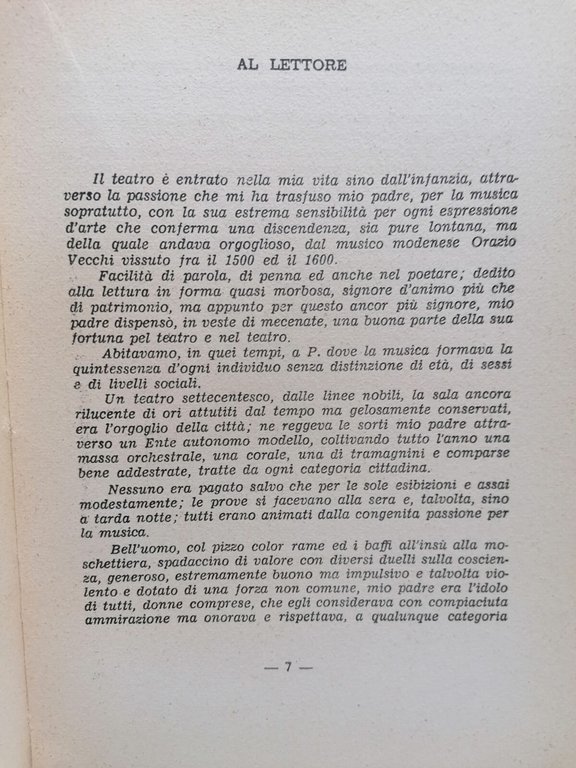 AL LETTORE
Il teatro è entrato nella mia vita sino dall'infanzia, attra-
verso la passione che mi ha trasfuso mio padre, per la musica
sopratutto, con la sua estrema sensibilità per ogni espressione
d'arte che conferma una discendenza, sia pure lontana, ma
della quale andava orgoglioso, dal musico modenese Orazio
Vecchi vissuto fra il 1500 ed il 1600.
Facilità di parola, di penna ed anche nel poetare; dedito
alla lettura in forma quasi morbosa, signore d'animo più che
di patrimonio, ma appunto per questo ancor più signore, mio
padre dispensò, in veste di mecenate, una buona parte della sua
fortuna pel teatro e nel teatro.
Abitavamo, in quei tempi, a P. dove la musica formava la
quintessenza d'ogni individuo senza distinzione di età, di sessi
e di livelli sociali.
Un teatro settecentesco, dalle linee nobili, la sala ancora
rilucente di ori attutiti dal tempo ma gelosamente conservati,
era l'orgoglio della città; ne reggeva le sorti mio padre attra-
verso un Ente autonomo modello, coltivando tutto l'anno una
massa orchestrale, una corale, una di tramagnini e comparse
bene addestrate, tratte da ogni categoria cittadina.
Nessuno era pagato salvo che per le sole esibizioni e assai
modestamente; le prove si facevano alla sera e, talvolta, sino
a tarda notte; tutti erano animati dalla congenita passione per
la musica.
Bell'uomo, col pizzo color rame ed i baffi all'insù alla mo-
schettiera, spadaccino di valore con diversi duelli sulla coscien-
za, generoso, estremamente buono ma impulsivo e talvolta vio-
lento e dotato di una forza non comune, mio padre era l'idolo
di tutti, donne comprese, che egli considerava con compiaciuta
ammirazione ma onorava e rispettava, a qualunque categoria
— 7 —